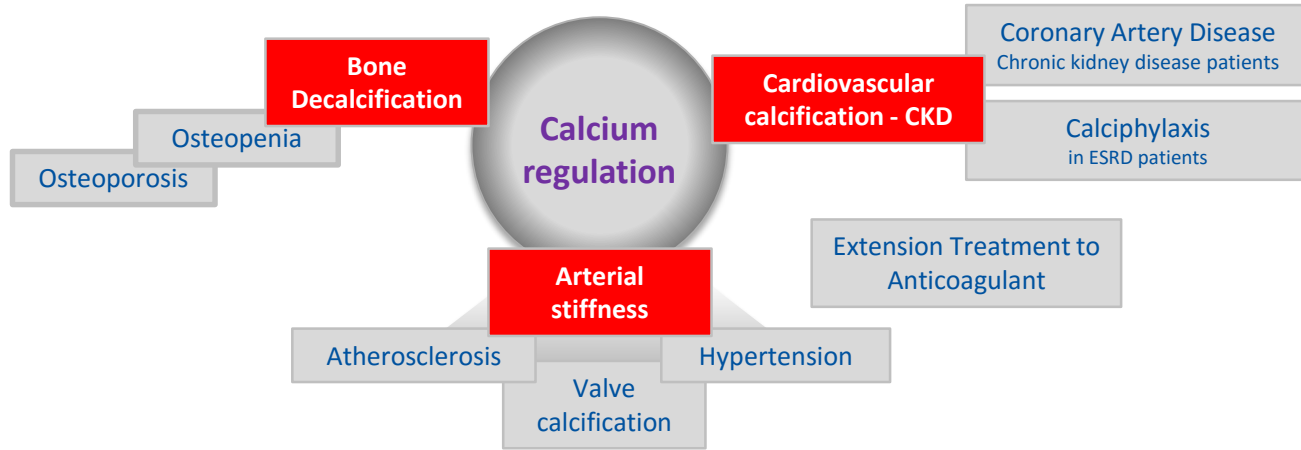 Bone
Decalcification
Osteopenia
Osteoporosis
Calcium
regulation
Cardiovascular
calcification - CKD
Coronary Artery Disease
Chronic kidney disease patients
Calciphylaxis
in ESRD patients
Extension Treatment to
Anticoagulant
Arterial
stiffness
Atherosclerosis
Valve
calcification
Hypertension